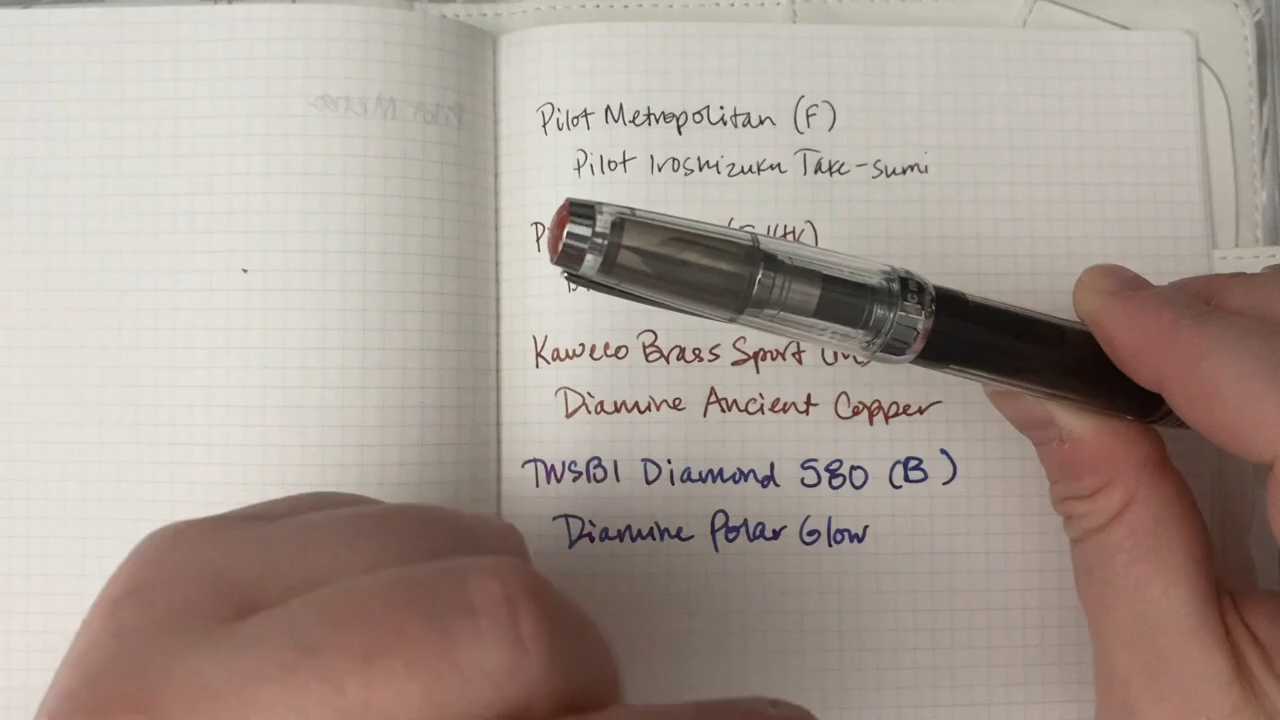 Pilot Metropolitan (F)
Pilot Iroshizuku Take-sumi
Kaweco Brass Sport
Diamine Ancient Copper
TWSBI Diamond 580 (B)
Diamine Polar Glow